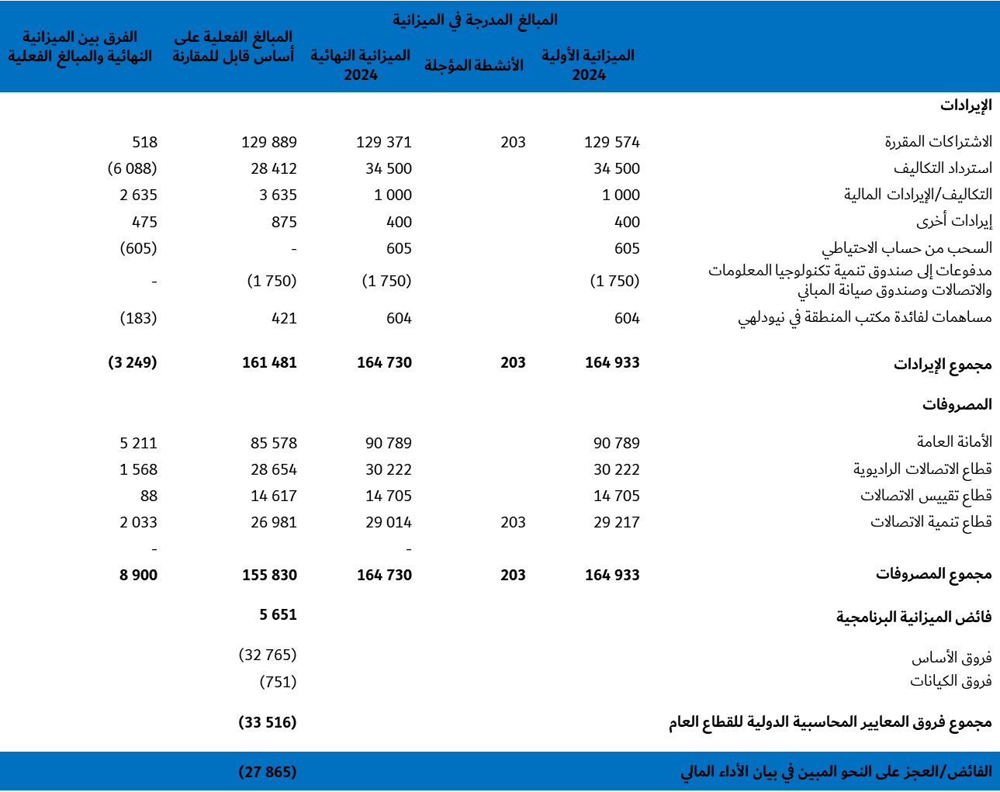 المبالغ المدرجة في الميزانية
الميزانية الأولية 2024
الأنشطة المؤجلة
الميزانية النهائية 2024
المبالغ الفعلية على أساس قابل للمقارنة
الفرق بين الميزانية النهائية والمبالغ الفعلية
الإيرادات
الاشتراكات المقررة 129 574 203 129 371 129 889 518
استرداد التكاليف 34 500 34 500 28 412 (6 088)
التكاليف/الإيرادات المالية 1 000 1 000 3 635 2 635
إيرادات أخرى 400 400 875 475
السحب من حساب الاحتياطي 605 605 - (605)
مدفوعات إلى صندوق تنمية تكنولوجيا المعلومات
والاتصالات وصندوق صيانة المباني (1 750) (1 750) (1 750) -
مساهمات لفائدة مكتب المنطقة في نيودلهي 604 604 421 (183)
مجموع الإيرادات 164 933 203 164 730 161 481 (3 249)
المصروفات
الأمانة العامة 90 789 90 789 85 578 5 211
قطاع الاتصالات الراديوية 30 222 30 222 28 654 1 568
قطاع تقييس الاتصالات 14 705 14 705 14 617 88
قطاع تنمية الاتصالات 29 217 203 29 014 26 981 2 033
- -
مجموع المصروفات 164 933 203 164 730 155 830 8 900
فائض الميزانية البرنامجية 5 651
فروق الأساس (32 765)
فروق الكيانات (751)
مجموع فروق المعايير المحاسبية الدولية للقطاع العام (33 516)
الفائض/العجز على النحو المبين في بيان الأداء المالي (27 865)